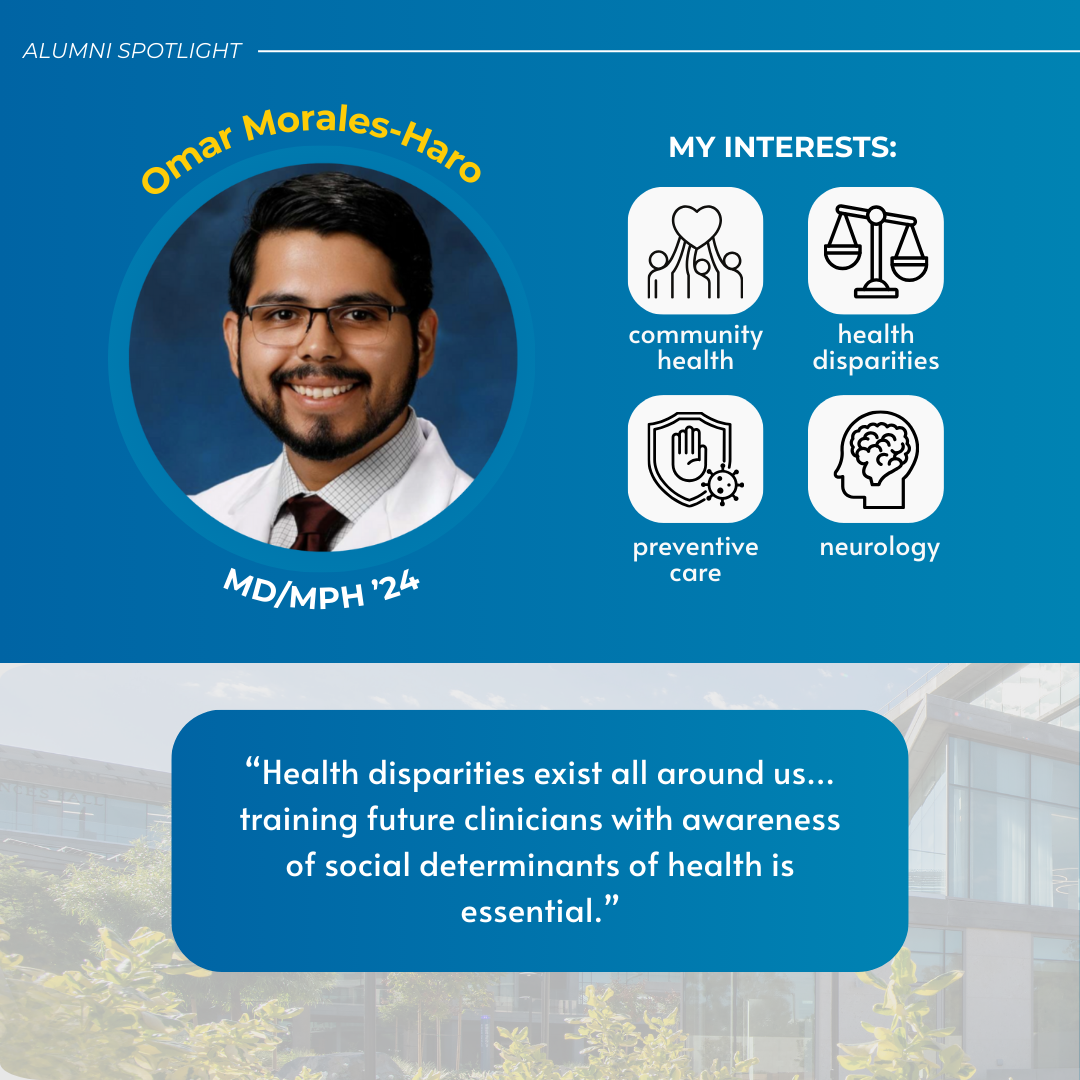 ALUMNI SPOTLIGHT
Omar Morales-Haro
MD/MPH ’24
MY INTERESTS:
community
health
health
disparities
preventive
care
neurology
“Health disparities exist all around us...
training future clinicians with awareness
of social determinants of health is
essential.”